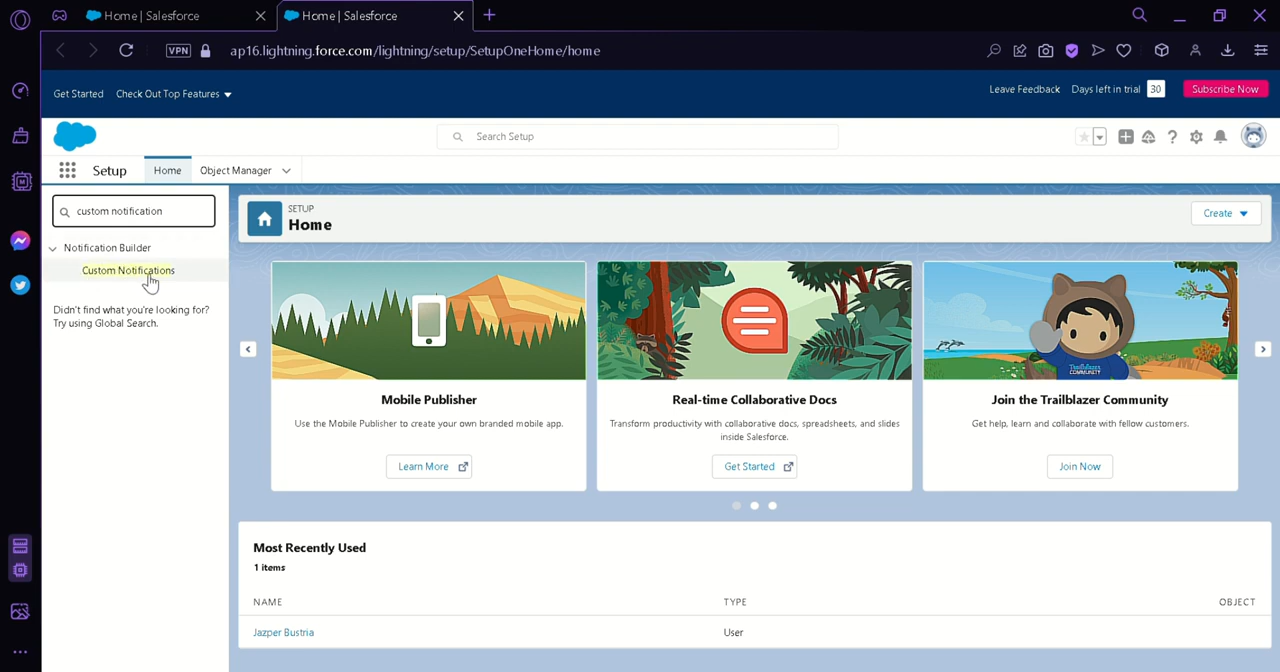 Home | Salesforce
Home | Salesforce
VPN
ap16.lightning.force.com/lightning/setup/SetupOneHome/home
Get Started
Check Out Top Features
Leave Feedback
Days left in trial
30
Subscribe Now
Search Setup
Setup
Home
Object Manager
custom notification
Notification Builder
Custom Notifications
Didn't find what you're looking for?
Try using Global Search.
SETUP
Home
Create
Mobile Publisher
Use the Mobile Publisher to create your own branded mobile app.
Learn More
Real-time Collaborative Docs
Transform productivity with collaborative docs, spreadsheets, and slides
inside Salesforce.
Get Started
Join the Trailblazer Community
Get help, learn and collaborate with fellow customers.
Join Now
Most Recently Used
1 items
NAME
TYPE
OBJECT
Jazper Bustria
User